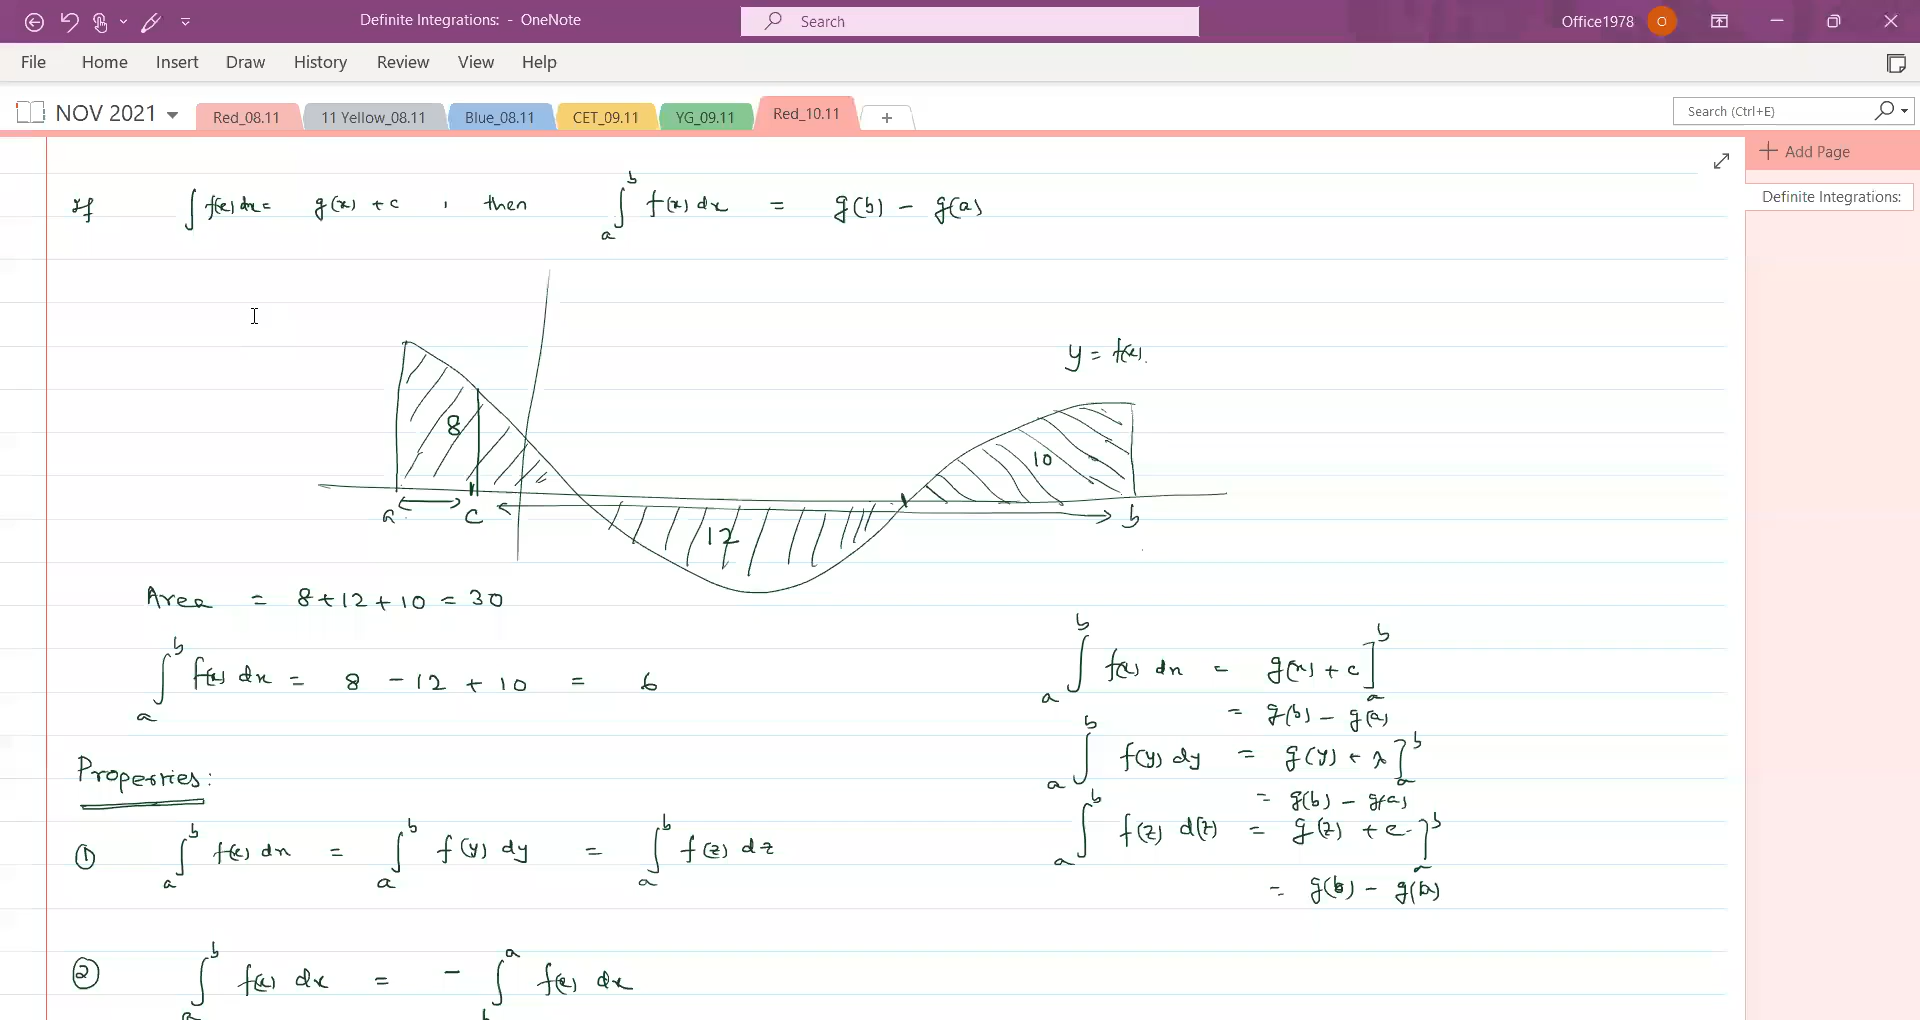 Definite Integrations: - OneNote
Search
Office1978
O
File Home Insert Draw History Review View Help
NOV 2021
Red_08.11
11 Yellow_08.11
Blue_08.11
CET_09.11
YG_09.11
Red_10.11
+
Search (Ctrl+E)
Add Page
Definite Integrations:
If ∫ f(x) dx = g(x) + c , then ∫_a^b f(x) dx = g(b) - g(a)
y = f(x).
8
10
a c b
12
Area = 8+12+10 = 30
∫_a^b f(x) dx = 8 - 12 + 10 = 6
∫_a^b f(x) dx = g(x) + c]_a^b
= g(b) - g(a)
∫_a^b f(y) dy = g(y) + λ]_a^b
= g(b) - g(a)
∫_a^b f(z) d(z) = g(z) + c]_a^b
= g(b) - g(a)
Properties:
① ∫_a^b f(x) dx = ∫_a^b f(y) dy = ∫_a^b f(z) dz
② ∫_a^b f(x) dx = - ∫_b^a f(x) dx